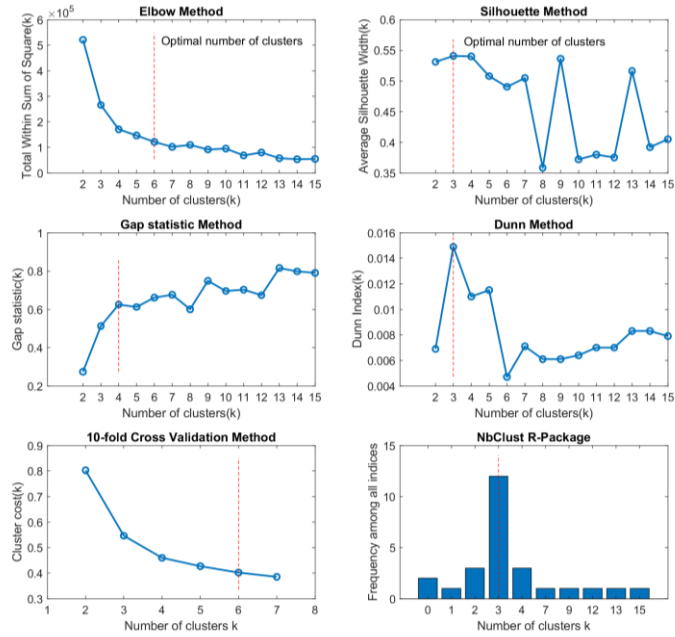 Elbow Method
×10⁵
Total Within Sum of Square(k)
6
5
4
3
2
1
0
Optimal number of clusters
2 3 4 5 6 7 8 9 10 11 12 13 14 15
Number of clusters(k)
Silhouette Method
Average Silhouette Width(k)
0.6
0.55
0.5
0.45
0.4
0.35
Optimal number of clusters
2 3 4 5 6 7 8 9 10 11 12 13 14 15
Number of clusters(k)
Gap statistic Method
Gap statistic(k)
1
0.8
0.6
0.4
0.2
2 3 4 5 6 7 8 9 10 11 12 13 14 15
Number of clusters(k)
Dunn Method
Dunn Index(k)
0.016
0.014
0.012
0.01
0.008
0.006
0.004
2 3 4 5 6 7 8 9 10 11 12 13 14 15
Number of clusters(k)
10-fold Cross Validation Method
Cluster cost(k)
0.9
0.8
0.7
0.6
0.5
0.4
0.3
1 2 3 4 5 6 7 8
Number of clusters k
NbClust R-Package
Frequency among all indices
15
10
5
0
0 1 2 3 4 7 9 12 13 15
Number of clusters k